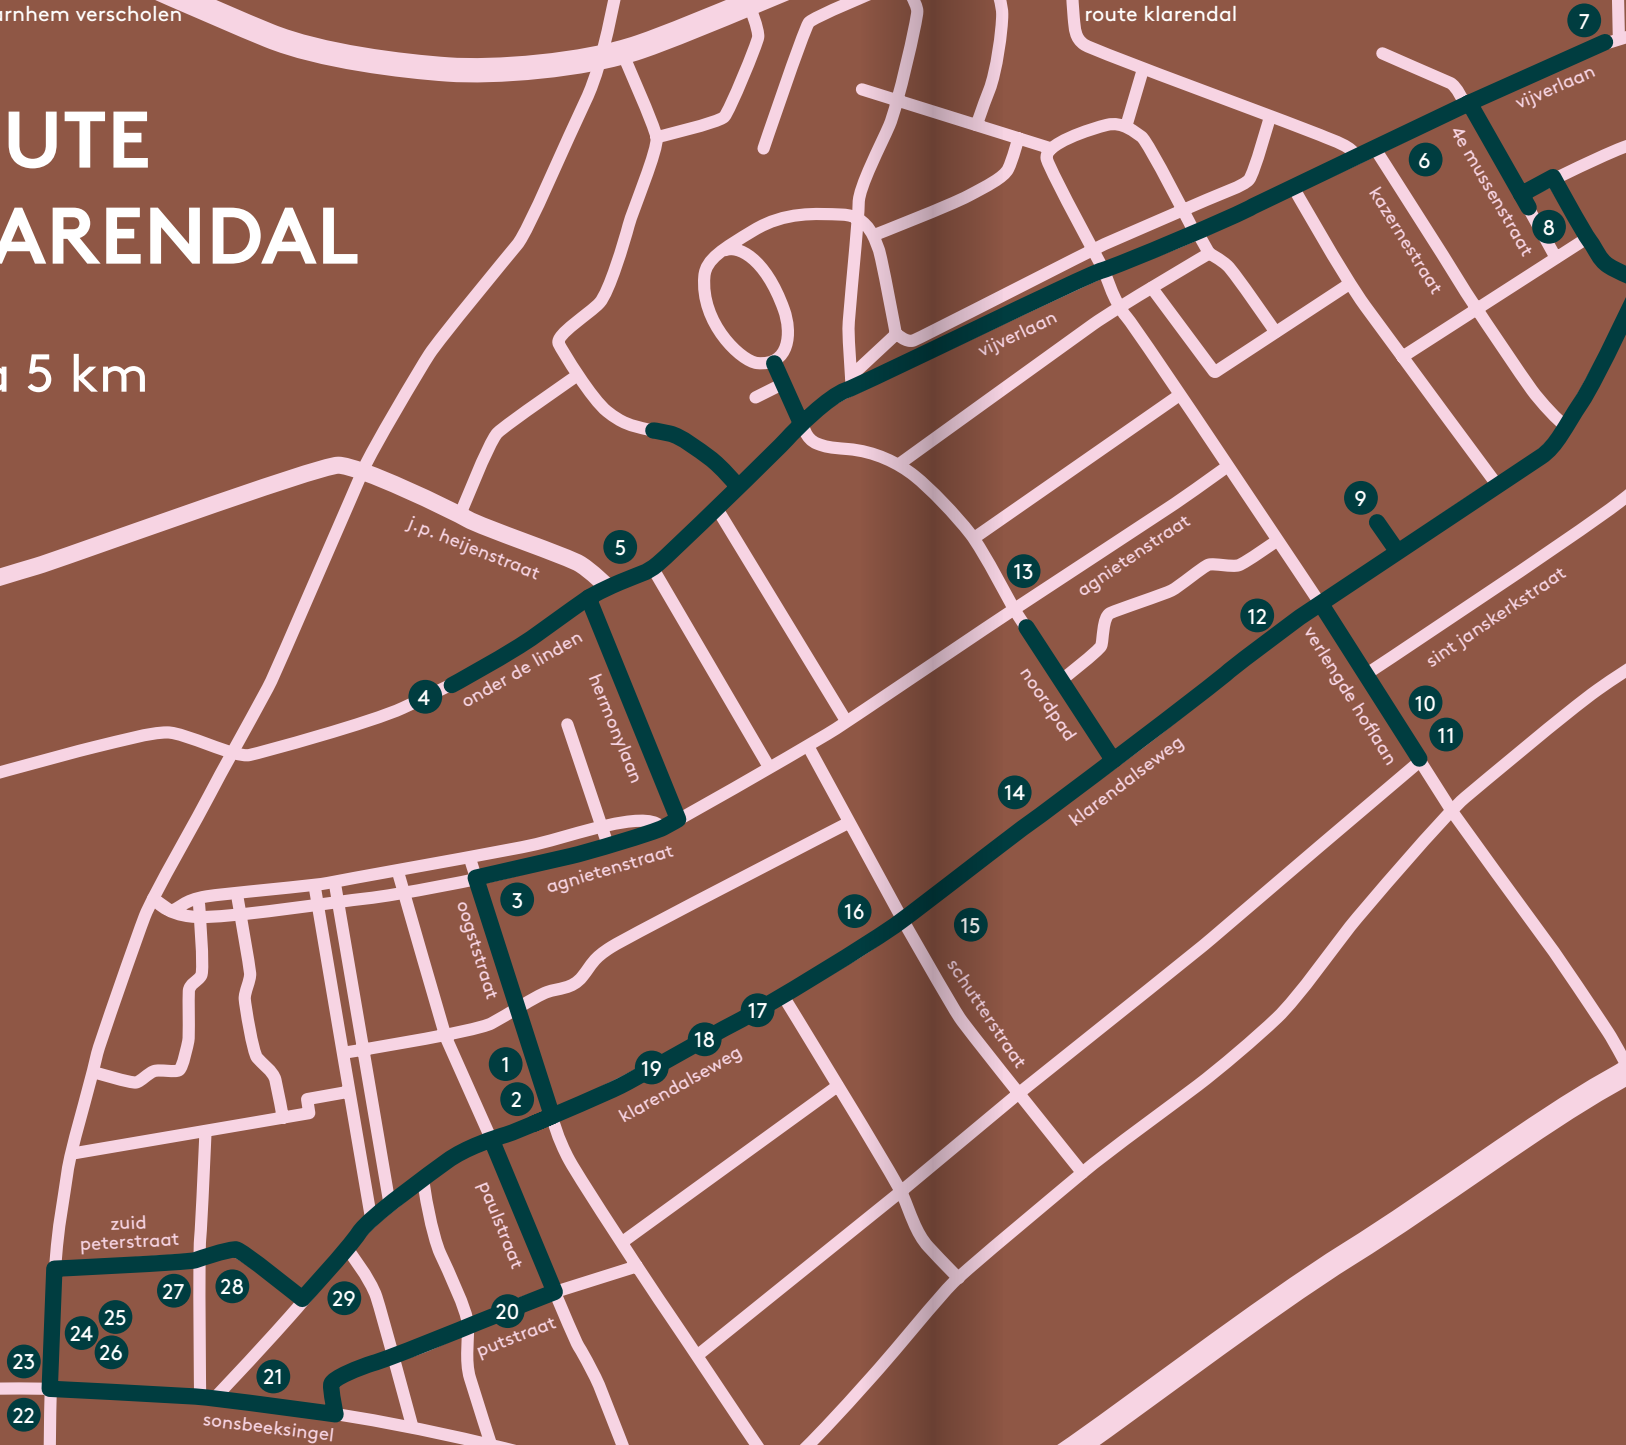 arnhem verscholen
route klarendal
UTE
ARENDAL
a 5 km
7
vijverlaan
6
4e mussenstraat
kazernestraat
8
vijverlaan
j.p. heijenstraat
5
9
13
agnietenstraat
sint janskerkstraat
12
4
onder de linden
hermonylaan
noordpad
verlengde hoflaan
10
11
klarendalseweg
14
agnietenstraat
3
oogststraat
16
15
schutterstraat
17
18
19
klarendalseweg
1
2
paulstraat
zuid
peterstraat
27
28
29
20
putstraat
25
24
26
23
21
22
sonsbeeksingel